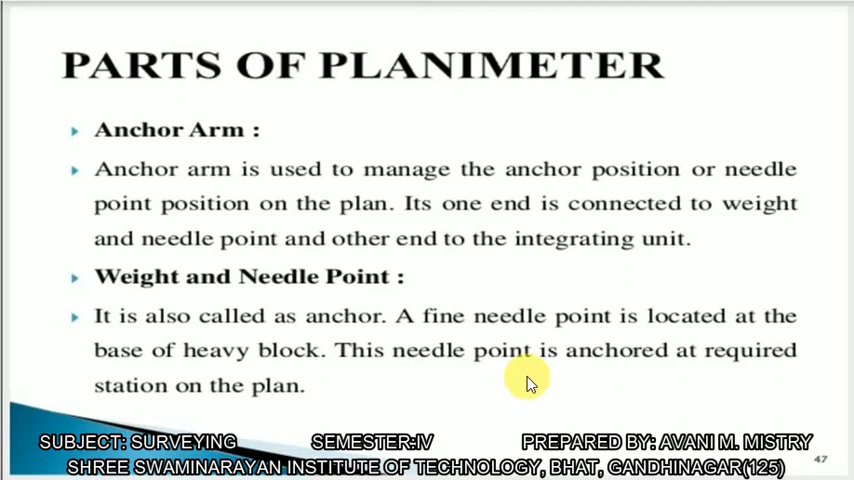 PARTS OF PLANIMETER
Anchor Arm :
Anchor arm is used to manage the anchor position or needle
point position on the plan. Its one end is connected to weight
and needle point and other end to the integrating unit.
Weight and Needle Point :
It is also called as anchor. A fine needle point is located at the
base of heavy block. This needle point is anchored at required
station on the plan.
SUBJECT: SURVEYING SEMESTER:IV PREPARED BY: AVANI M. MISTRY
SHREE SWAMINARAYAN INSTITUTE OF TECHNOLOGY, BHAT, GANDHINAGAR(125)
47